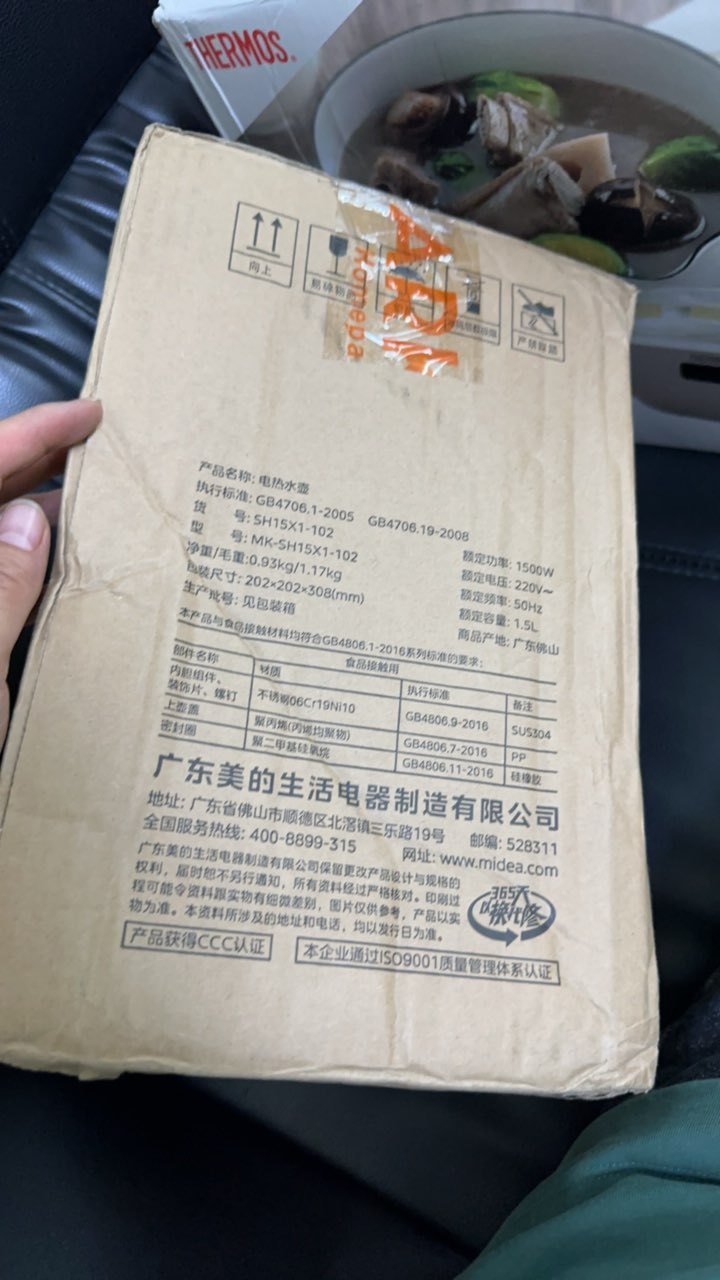 THERMOS
向上
易碎物品
严禁踩踏
Homepa
产品名称: 电热水壶
执行标准: GB4706.1-2005 GB4706.19-2008
货 号: SH15X1-102
型 号: MK-SH15X1-102
净重/毛重:0.93kg/1.17kg
包装尺寸: 202×202×308(mm)
生产批号: 见包装箱
额定功率: 1500W
额定电压: 220V~
额定频率: 50Hz
额定容量: 1.5L
商品产地: 广东佛山
本产品与食品接触材料均符合GB4806.1-2016系列标准的要求:
食品接触用
部件名称 材质 执行标准 备注
内胆组件、
装饰片、螺钉 不锈钢06Cr19Ni10 GB4806.9-2016 SUS304
上壶盖 聚丙烯(丙烯均聚物) GB4806.7-2016 PP
密封圈 聚二甲基硅氧烷 GB4806.11-2016 硅橡胶
广东美的生活电器制造有限公司
地址: 广东省佛山市顺德区北滘镇三乐路19号 邮编: 528311
全国服务热线: 400-8899-315 网址: www.midea.com
广东美的生活电器制造有限公司保留更改产品设计与规格的
权利，届时恕不另行通知，所有资料经过严格核对。印刷过
程可能令资料跟实物有细微差别，图片仅供参考，产品以实
物为准。本资料所涉及的地址和电话，均以发行日为准。
365天
以换代修
产品获得CCC认证
本企业通过ISO9001质量管理体系认证